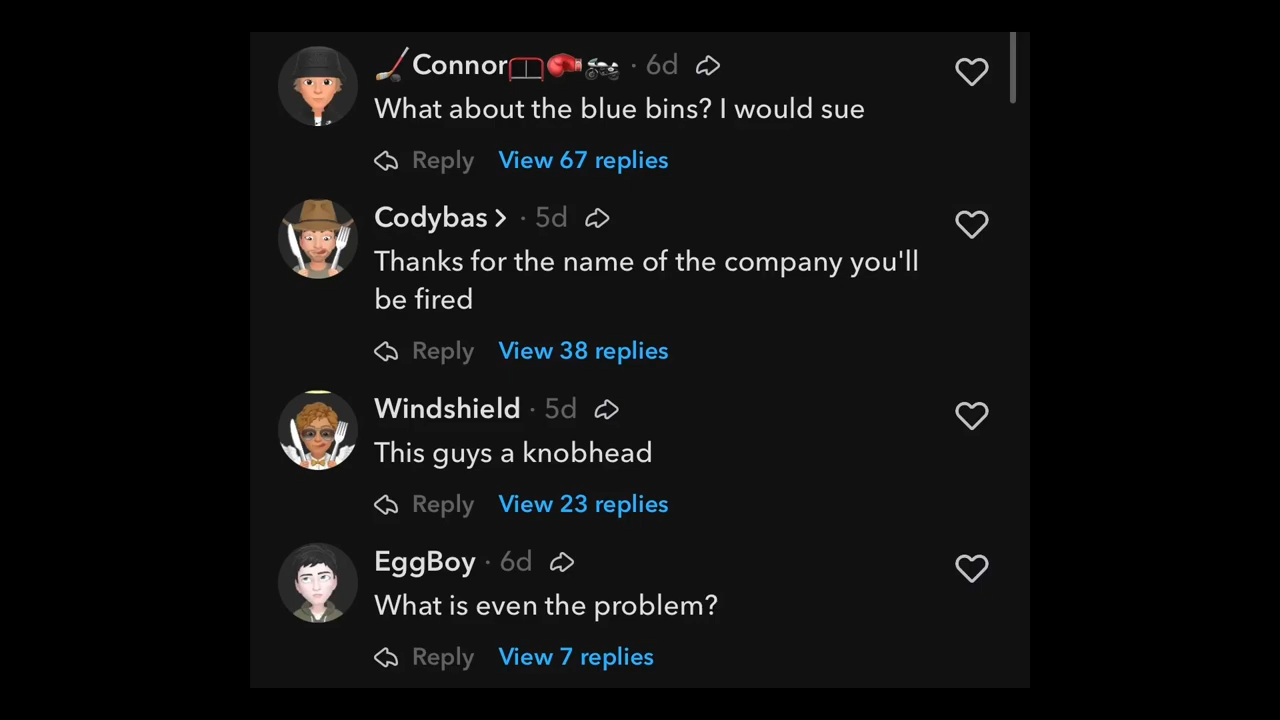 🏒Connor🥅🥊🏍 · 6d
What about the blue bins? I would sue
Reply View 67 replies
Codybas > · 5d
Thanks for the name of the company you'll
be fired
Reply View 38 replies
Windshield · 5d
This guys a knobhead
Reply View 23 replies
EggBoy · 6d
What is even the problem?
Reply View 7 replies